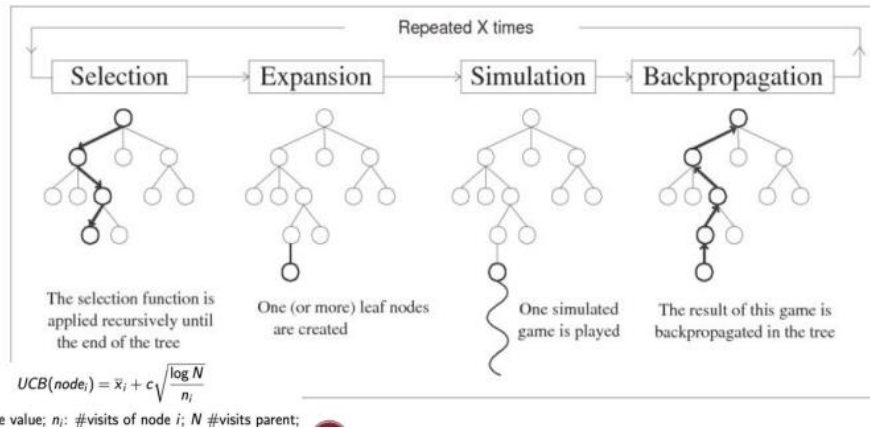 Repeated X times
Selection
Expansion
Simulation
Backpropagation
The selection function is
applied recursively until
the end of the tree
One (or more) leaf nodes
are created
One simulated
game is played
The result of this game is
backpropagated in the tree
UCB(node_i) = x̄_i + c√(log N / n_i)
value; n_i: #visits of node i; N #visits parent;